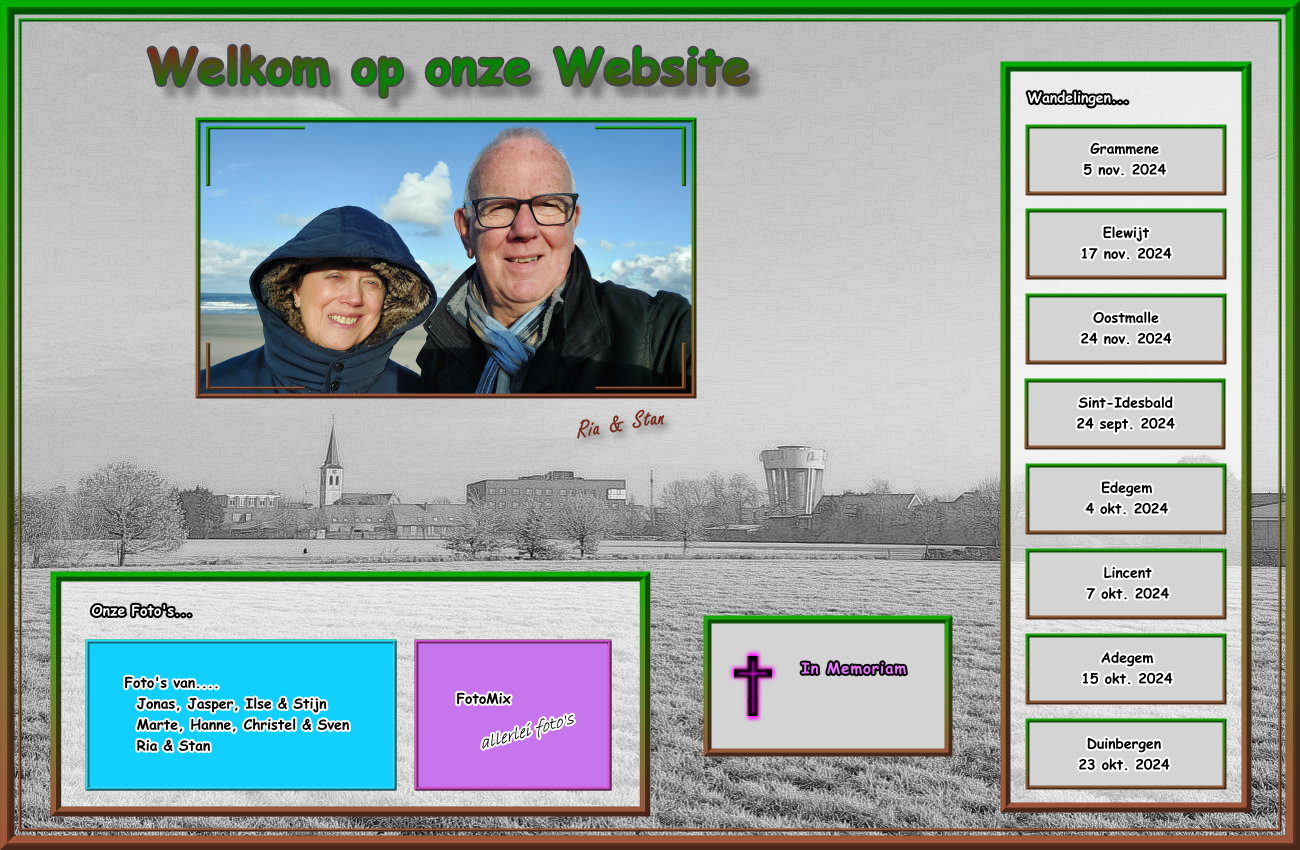 Welkom op onze Website
Ria & Stan
Wandelingen...
Grammene
5 nov. 2024
Elewijt
17 nov. 2024
Oostmalle
24 nov. 2024
Sint-Idesbald
24 sept. 2024
Edegem
4 okt. 2024
Lincent
7 okt. 2024
Adegem
15 okt. 2024
Duinbergen
23 okt. 2024
Onze Foto's...
Foto's van....
Jonas, Jasper, Ilse & Stijn
Marte, Hanne, Christel & Sven
Ria & Stan
FotoMix
allerlei foto's
In Memoriam